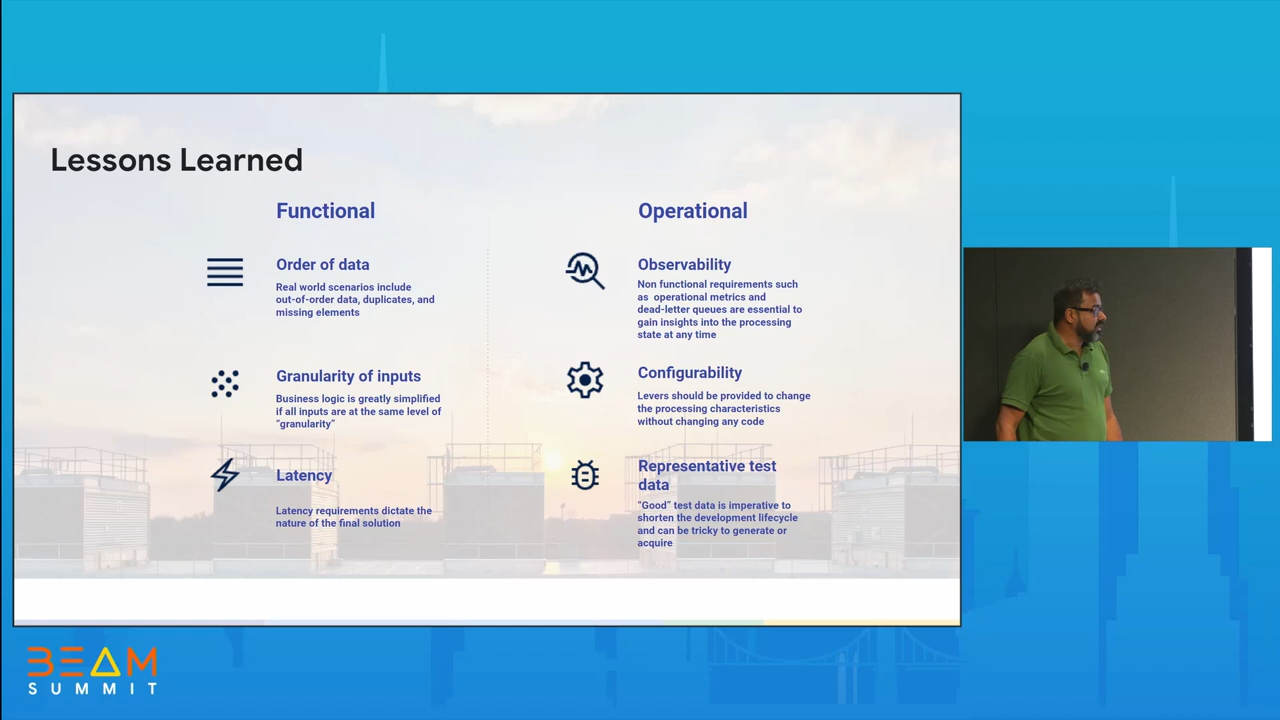 Lessons Learned
Functional
Order of data
Real world scenarios include
out-of-order data, duplicates, and
missing elements
Granularity of inputs
Business logic is greatly simplified
if all inputs are at the same level of
"granularity"
Latency
Latency requirements dictate the
nature of the final solution
Operational
Observability
Non functional requirements such
as  operational metrics and
dead-letter queues are essential to
gain insights into the processing
state at any time
Configurability
Levers should be provided to change
the processing characteristics
without changing any code
Representative test
data
"Good" test data is imperative to
shorten the development lifecycle
and can be tricky to generate or
acquire
BEAM
SUMMIT